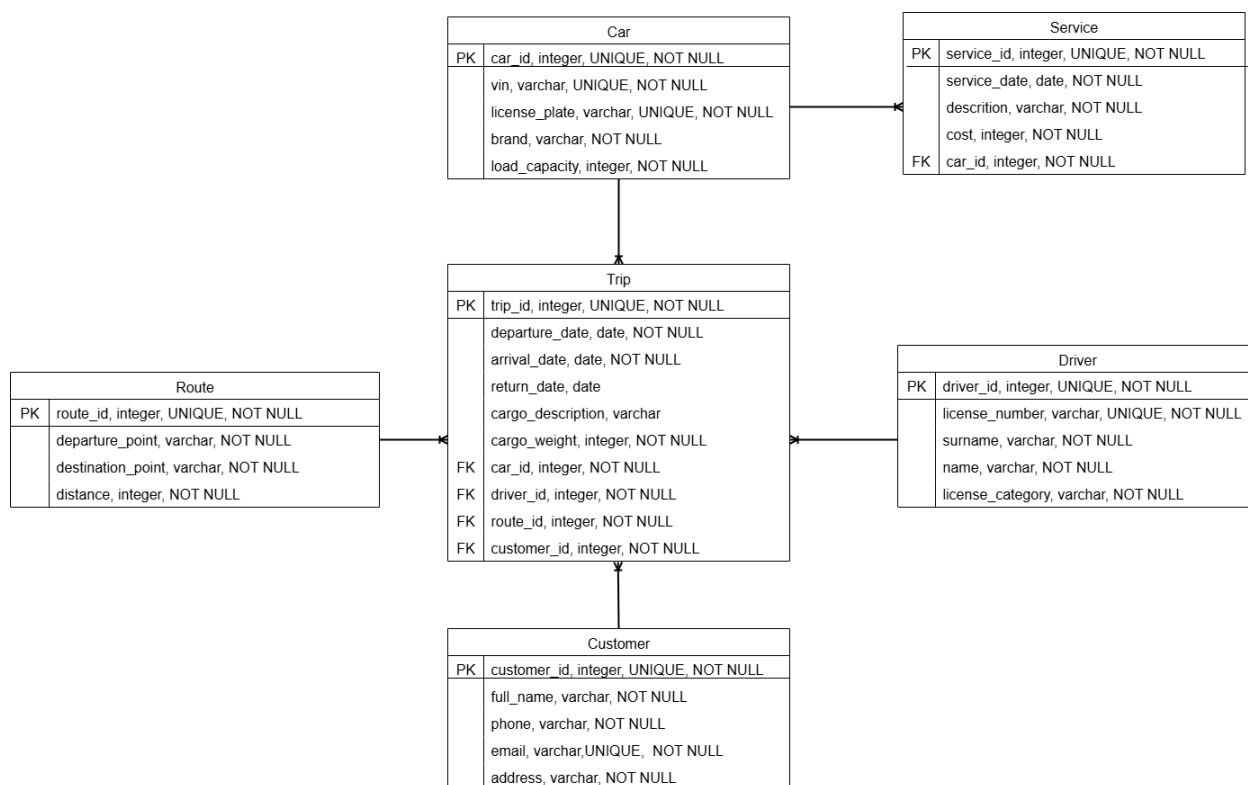 Car
PK car_id, integer, UNIQUE, NOT NULL
vin, varchar, UNIQUE, NOT NULL
license_plate, varchar, UNIQUE, NOT NULL
brand, varchar, NOT NULL
load_capacity, integer, NOT NULL
Service
PK service_id, integer, UNIQUE, NOT NULL
service_date, date, NOT NULL
descrition, varchar, NOT NULL
cost, integer, NOT NULL
FK car_id, integer, NOT NULL
Trip
PK trip_id, integer, UNIQUE, NOT NULL
departure_date, date, NOT NULL
arrival_date, date, NOT NULL
return_date, date
cargo_description, varchar
cargo_weight, integer, NOT NULL
FK car_id, integer, NOT NULL
FK driver_id, integer, NOT NULL
FK route_id, integer, NOT NULL
FK customer_id, integer, NOT NULL
Route
PK route_id, integer, UNIQUE, NOT NULL
departure_point, varchar, NOT NULL
destination_point, varchar, NOT NULL
distance, integer, NOT NULL
Driver
PK driver_id, integer, UNIQUE, NOT NULL
license_number, varchar, UNIQUE, NOT NULL
surname, varchar, NOT NULL
name, varchar, NOT NULL
license_category, varchar, NOT NULL
Customer
PK customer_id, integer, UNIQUE, NOT NULL
full_name, varchar, NOT NULL
phone, varchar, NOT NULL
email, varchar,UNIQUE, NOT NULL
address, varchar, NOT NULL